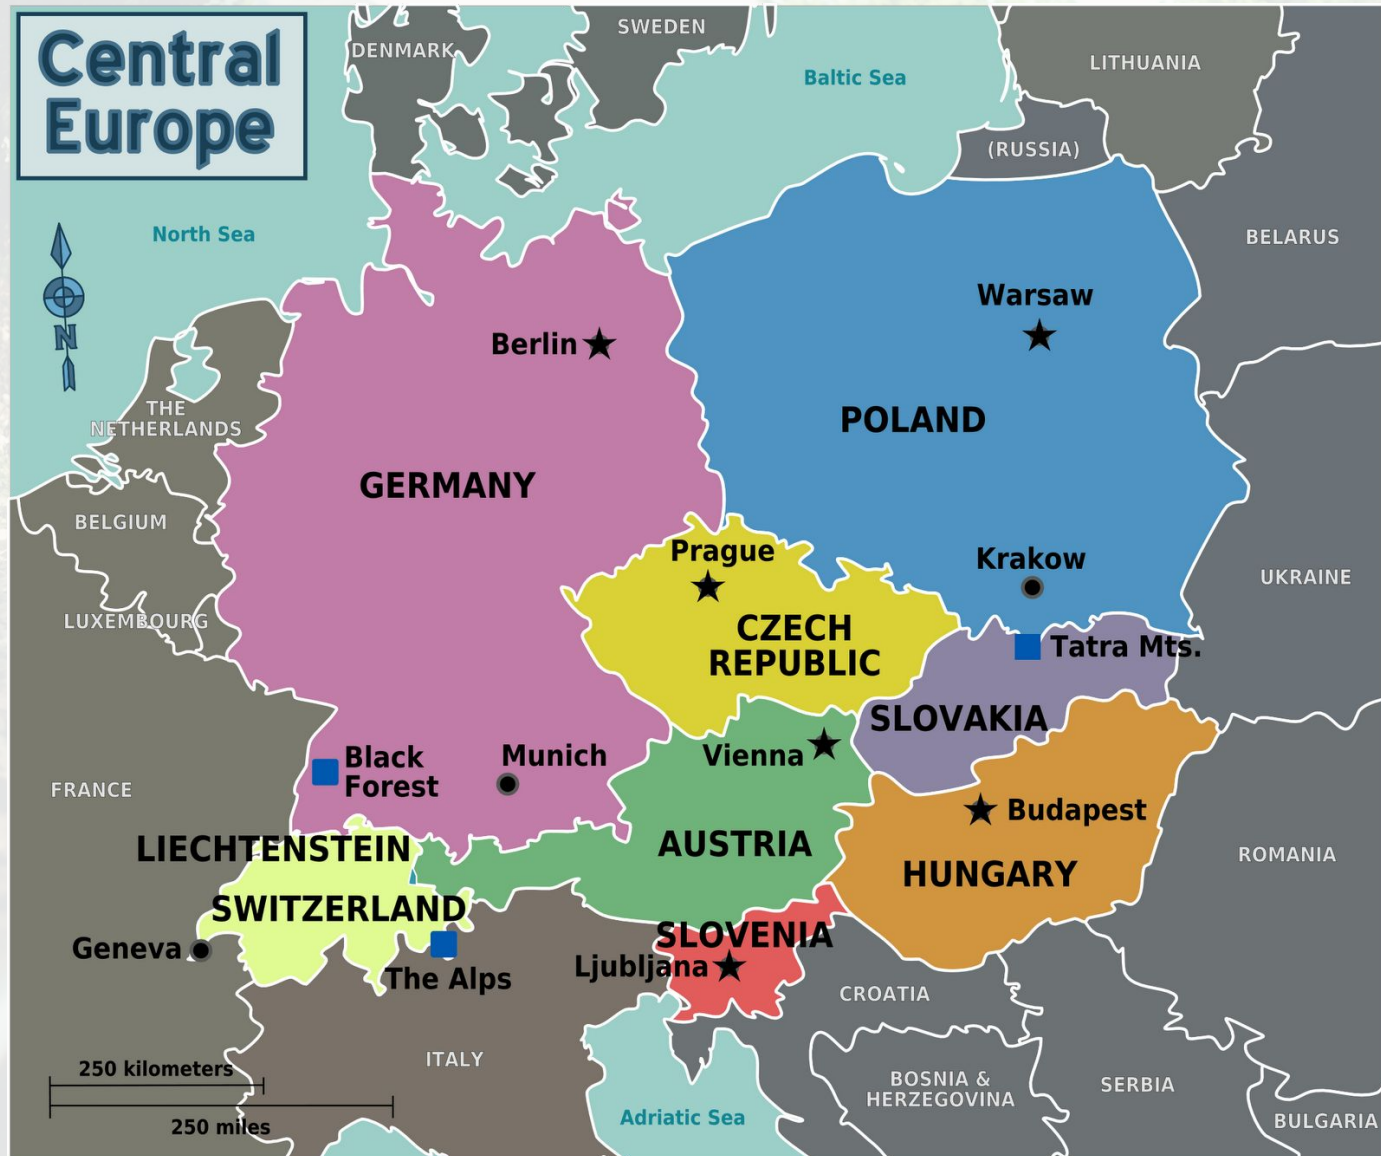 Central
Europe
DENMARK
SWEDEN
LITHUANIA
Baltic Sea
(RUSSIA)
North Sea
BELARUS
Warsaw
Berlin
THE
NETHERLANDS
POLAND
GERMANY
BELGIUM
Prague
Krakow
UKRAINE
LUXEMBOURG
CZECH
REPUBLIC
Tatra Mts.
SLOVAKIA
Black
Forest
Munich
Vienna
FRANCE
Budapest
LIECHTENSTEIN
AUSTRIA
ROMANIA
HUNGARY
SWITZERLAND
SLOVENIA
Geneva
Ljubljana
The Alps
CROATIA
ITALY
250 kilometers
BOSNIA &
HERZEGOVINA
SERBIA
Adriatic Sea
BULGARIA
250 miles
N